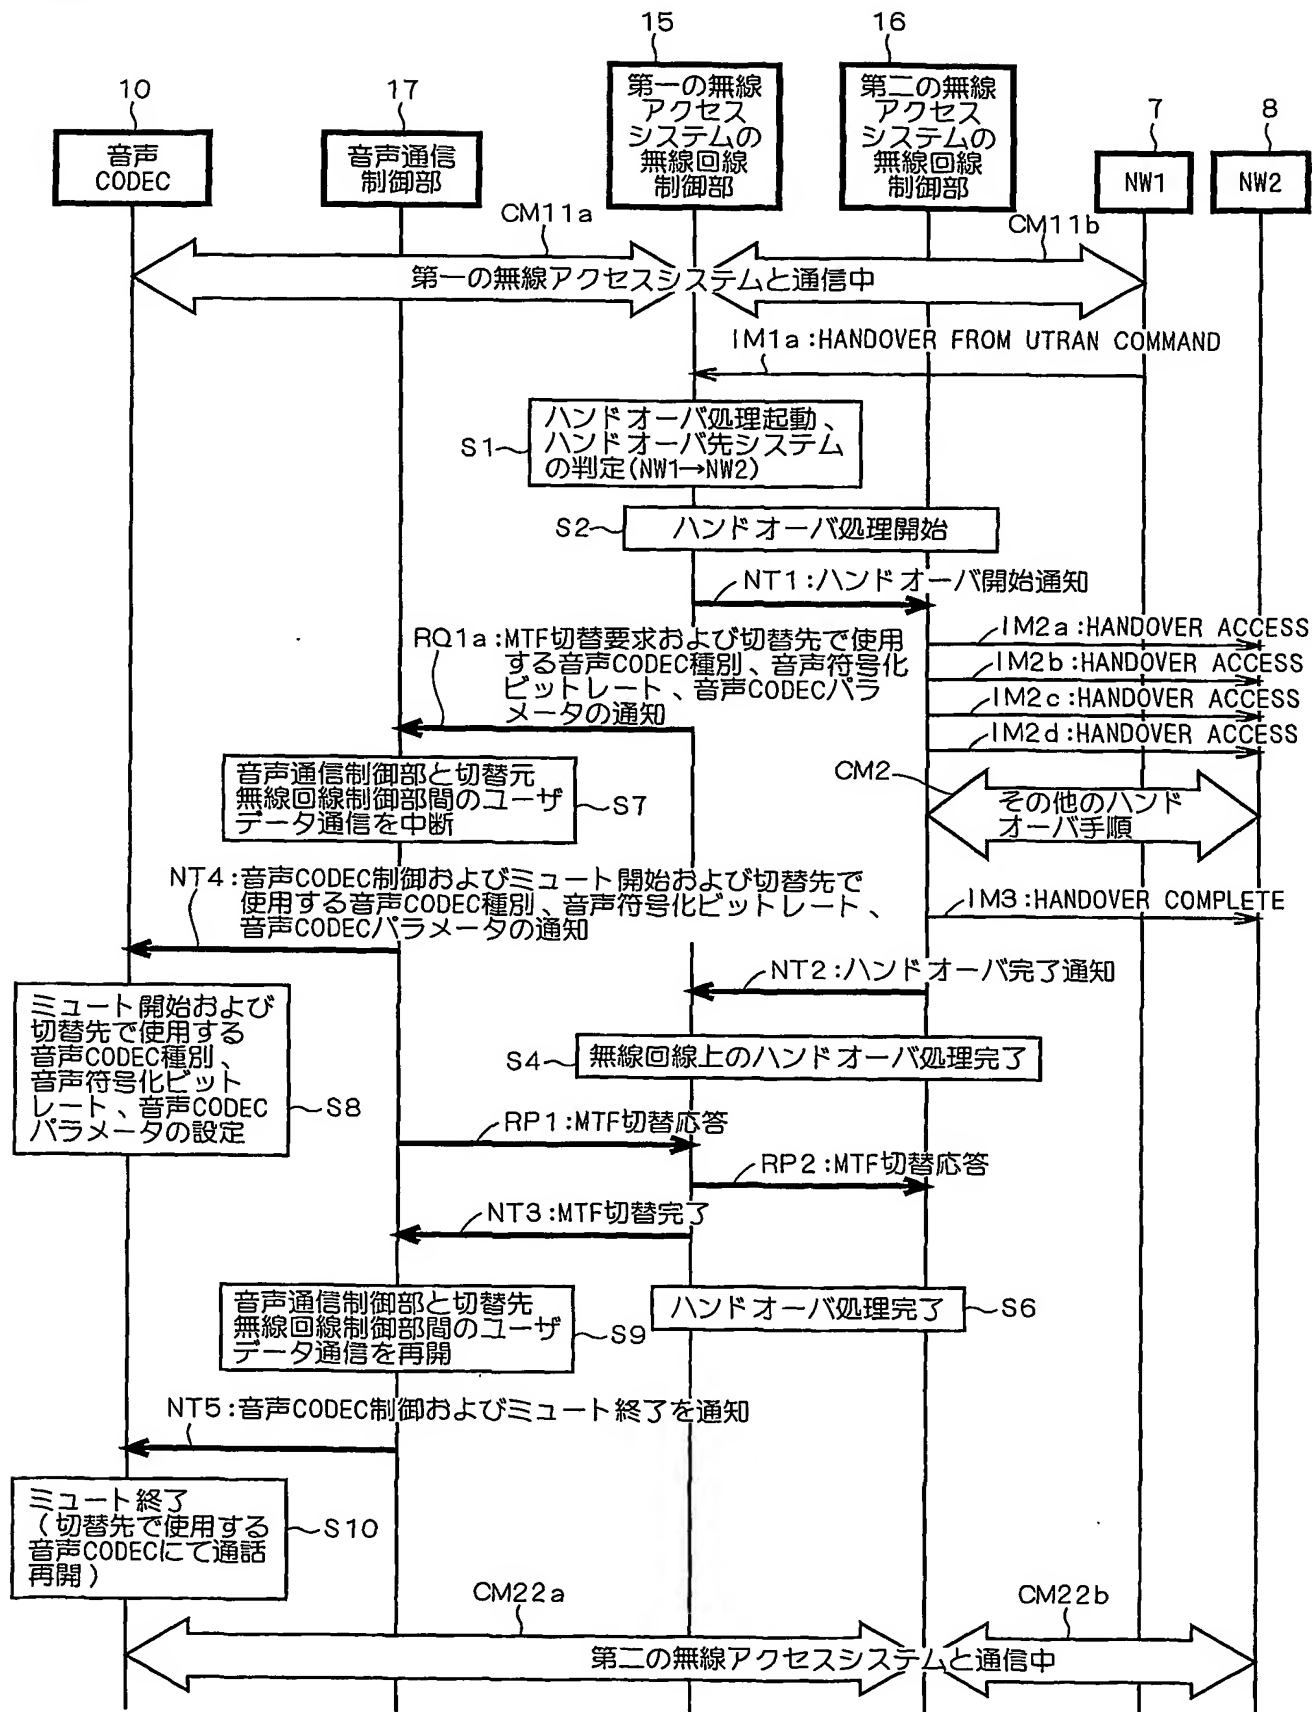 15
16
10
17
7
8
第一の無線
アクセス
システムの
無線回線
制御部
第二の無線
アクセス
システムの
無線回線
制御部
音声
CODEC
音声通信
制御部
NW1
NW2
CM11a
CM11b
第一の無線アクセスシステムと通信中
IM1a:HANDOVER FROM UTRAN COMMAND
S1
ハンドオーバ処理起動、
ハンドオーバ先システム
の判定(NW1→NW2)
S2
ハンドオーバ処理開始
NT1:ハンドオーバ開始通知
RQ1a:MTF切替要求および切替先で使用
する音声CODEC種別、音声符号化
ビットレート、音声CODECパラ
メータの通知
IM2a:HANDOVER ACCESS
IM2b:HANDOVER ACCESS
IM2c:HANDOVER ACCESS
IM2d:HANDOVER ACCESS
音声通信制御部と切替元
無線回線制御部間のユーザ
データ通信を中断
S7
CM2
その他のハンド
オーバ手順
NT4:音声CODEC制御およびミュート開始および切替先で
使用する音声CODEC種別、音声符号化ビットレート、
音声CODECパラメータの通知
IM3:HANDOVER COMPLETE
NT2:ハンドオーバ完了通知
ミュート開始および
切替先で使用する
音声CODEC種別、
音声符号化ビット
レート、音声CODEC
パラメータの設定
S8
S4
無線回線上のハンドオーバ処理完了
RP1:MTF切替応答
RP2:MTF切替応答
NT3:MTF切替完了
音声通信制御部と切替先
無線回線制御部間のユーザ
データ通信を再開
S9
ハンドオーバ処理完了
S6
NT5:音声CODEC制御およびミュート終了を通知
ミュート終了
(切替先で使用する
音声CODECにて通話
再開)
S10
CM22a
CM22b
第二の無線アクセスシステムと通信中